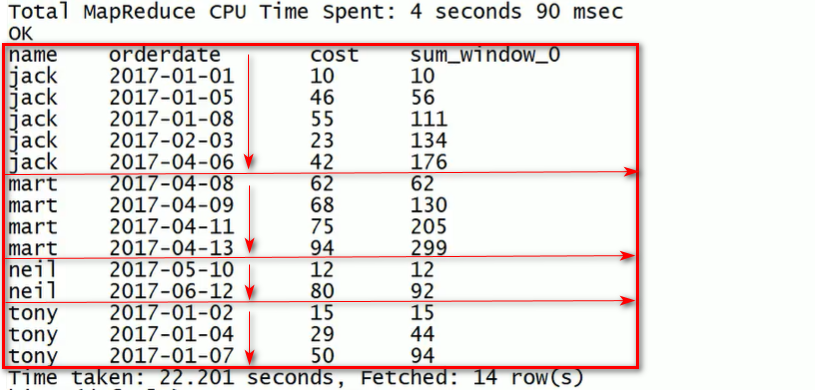 Total MapReduce CPU Time Spent: 4 seconds 90 msec
OK
name orderdate cost sum_window_0
jack 2017-01-01 10 10
jack 2017-01-05 46 56
jack 2017-01-08 55 111
jack 2017-02-03 23 134
jack 2017-04-06 42 176
mart 2017-04-08 62 62
mart 2017-04-09 68 130
mart 2017-04-11 75 205
mart 2017-04-13 94 299
neil 2017-05-10 12 12
neil 2017-06-12 80 92
tony 2017-01-02 15 15
tony 2017-01-04 29 44
tony 2017-01-07 50 94
Time taken: 22.201 seconds, Fetched: 14 row(s)